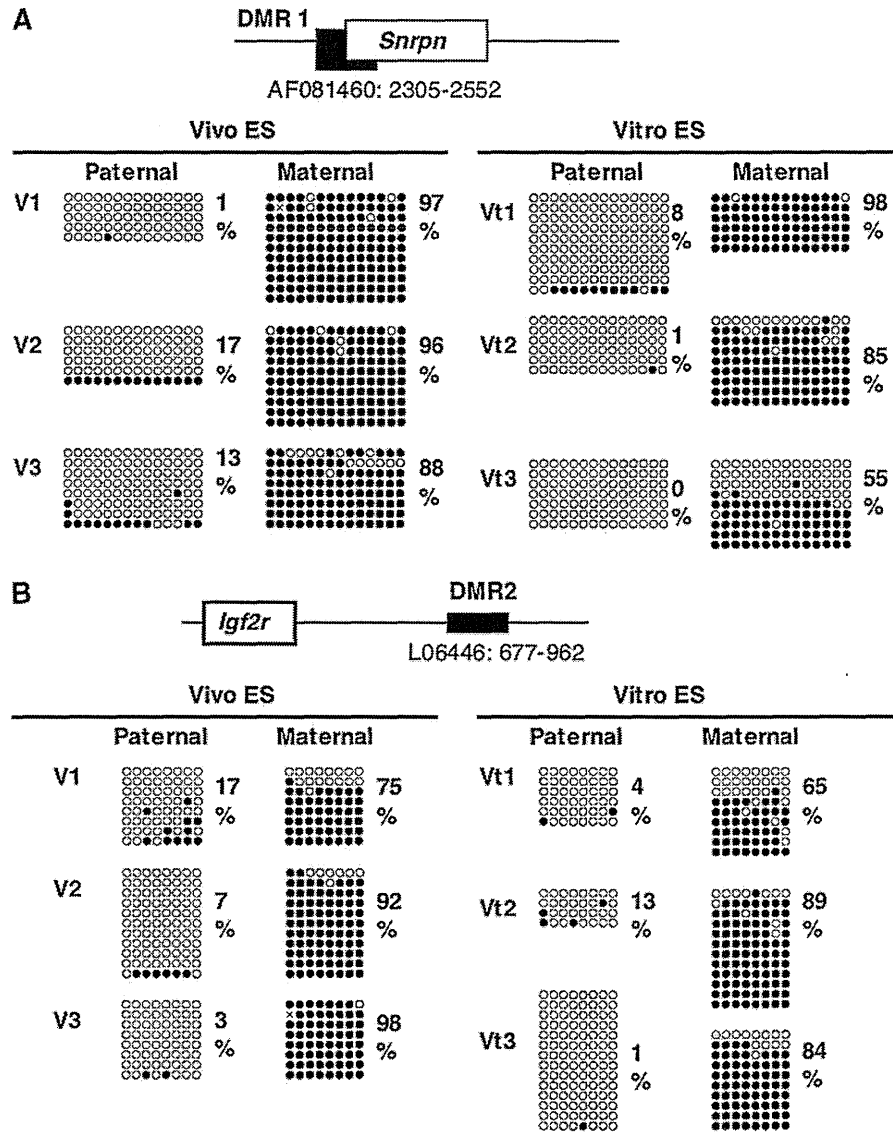 A
DMR 1
Snrpn
AF081460: 2305-2552
Vivo ES
Vitro ES
Paternal
Maternal
Paternal
Maternal
V1
1
%
97
%
Vt1
8
%
98
%
V2
17
%
96
%
Vt2
1
%
85
%
V3
13
%
88
%
Vt3
0
%
55
%
B
DMR2
Igf2r
L06446: 677-962
Vivo ES
Vitro ES
Paternal
Maternal
Paternal
Maternal
V1
17
%
75
%
Vt1
4
%
65
%
V2
7
%
92
%
Vt2
13
%
89
%
V3
3
%
98
%
Vt3
1
%
84
%